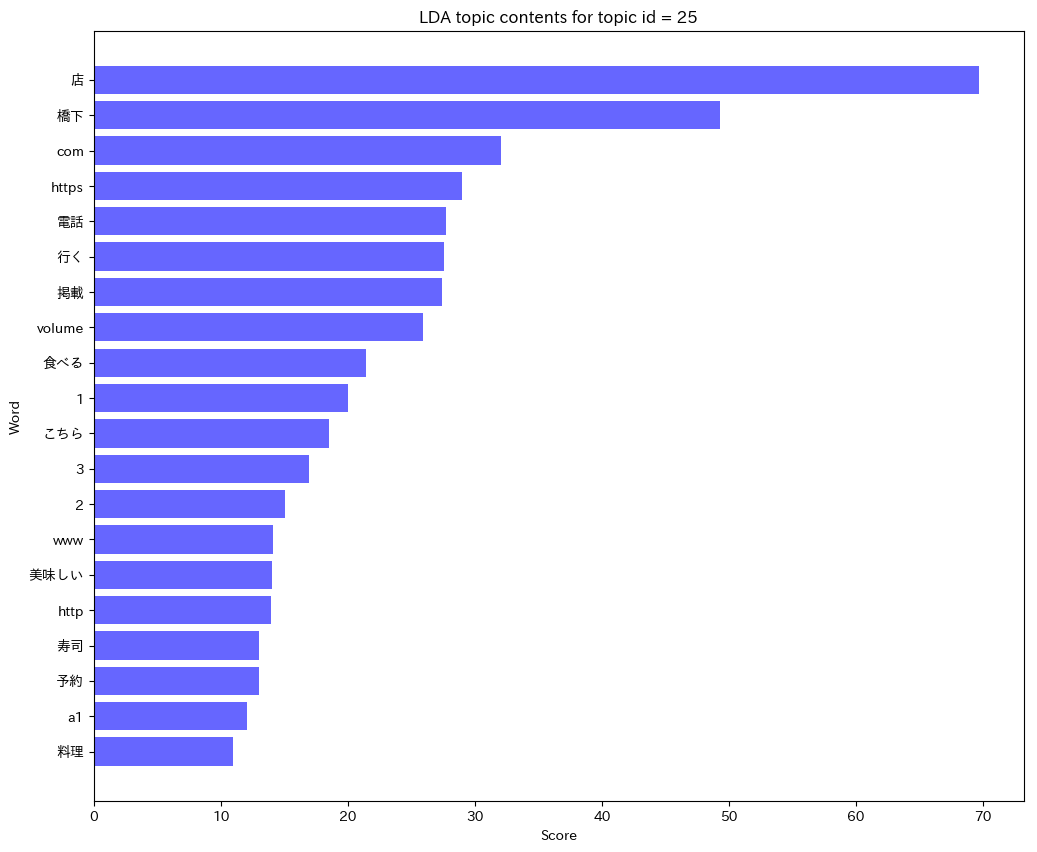 LDA topic contents for topic id = 25
店
橋下
com
https
電話
行く
掲載
volume
食べる
1
こちら
3
2
www
美味しい
http
寿司
予約
a1
料理
Word
0 10 20 30 40 50 60 70
Score